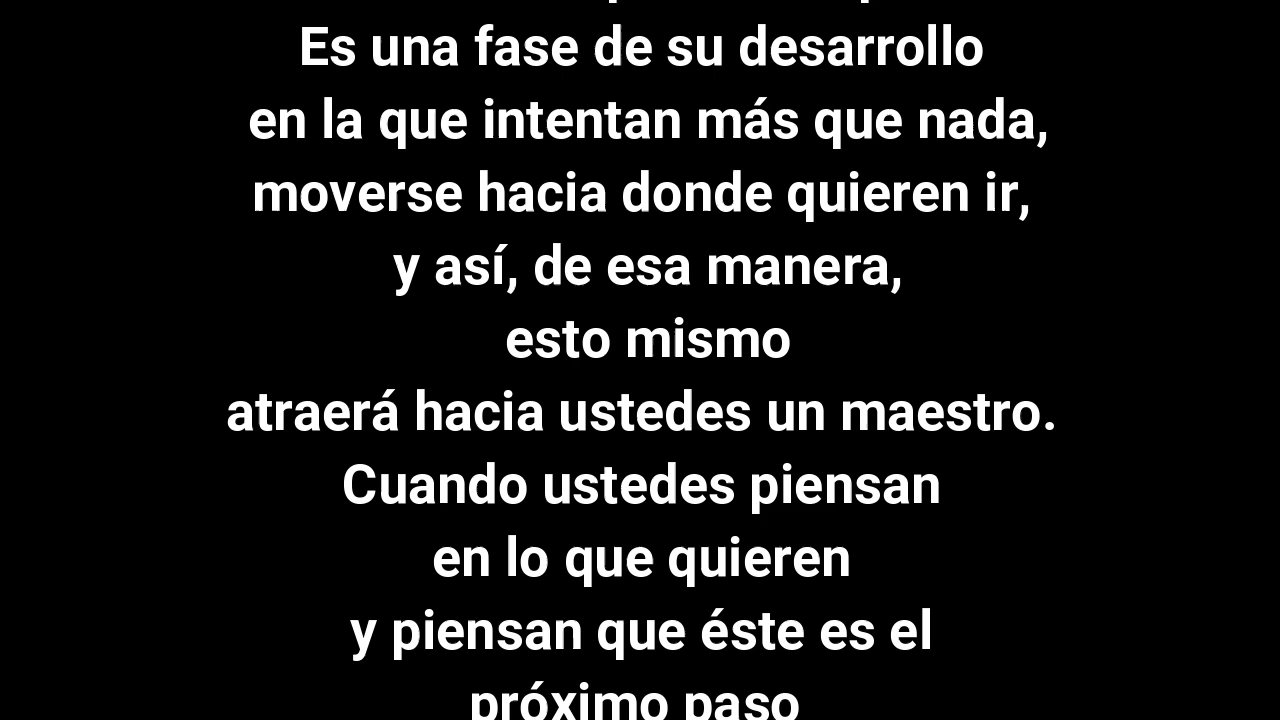 Es una fase de su desarrollo
en la que intentan más que nada,
moverse hacia donde quieren ir,
y así, de esa manera,
esto mismo
atraerá hacia ustedes un maestro.
Cuando ustedes piensan
en lo que quieren
y piensan que éste es el
próximo paso